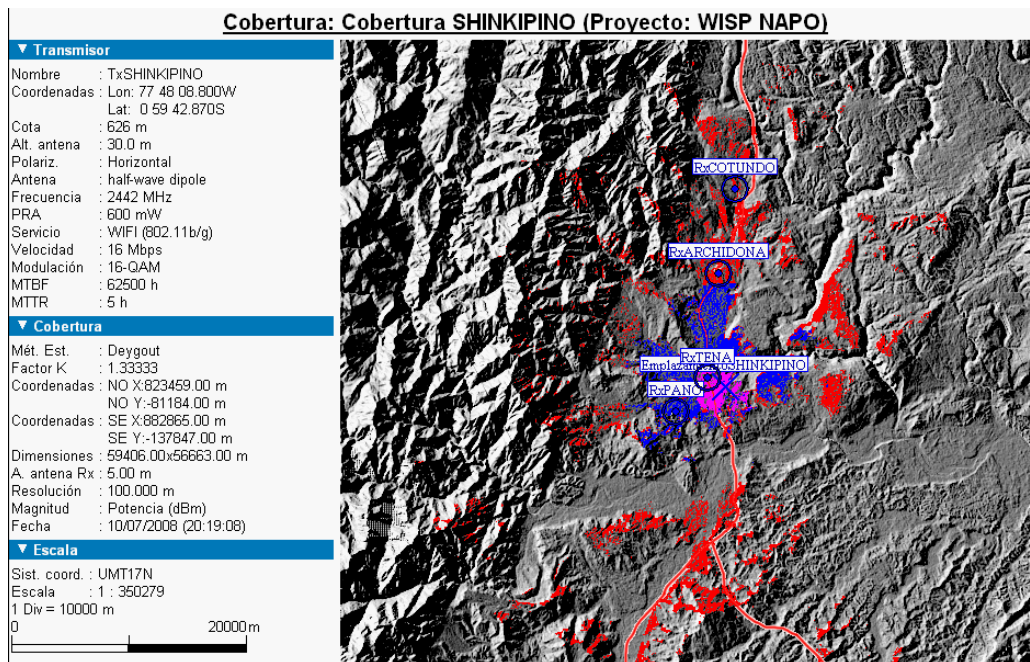 Cobertura: Cobertura SHINKIPINO (Proyecto: WISP NAPO)
▼ Transmisor
Nombre : TxSHINKIPINO
Coordenadas : Lon: 77 48 08.800W
Lat: 0 59 42.870S
Cota : 626 m
Alt. antena : 30.0 m
Polariz. : Horizontal
Antena : half-wave dipole
Frecuencia : 2442 MHz
PRA : 600 mW
Servicio : WIFI (802.11b/g)
Velocidad : 16 Mbps
Modulación : 16-QAM
MTBF : 62500 h
MTTR : 5 h
▼ Cobertura
Mét. Est. : Deygout
Factor K : 1.33333
Coordenadas : NO X:823459.00 m
NO Y:-81184.00 m
Coordenadas : SE X:882865.00 m
SE Y:-137847.00 m
Dimensiones : 59406.00x56663.00 m
A. antena Rx : 5.00 m
Resolución : 100.000 m
Magnitud : Potencia (dBm)
Fecha : 10/07/2008 (20:19:08)
▼ Escala
Sist. coord. : UMT17N
Escala : 1 : 350279
1 Div = 10000 m
0 20000 m
RxCOTUNDO
RxARCHIDONA
RxTENA
EmplazamientoSHINKIPINO
RxPANO